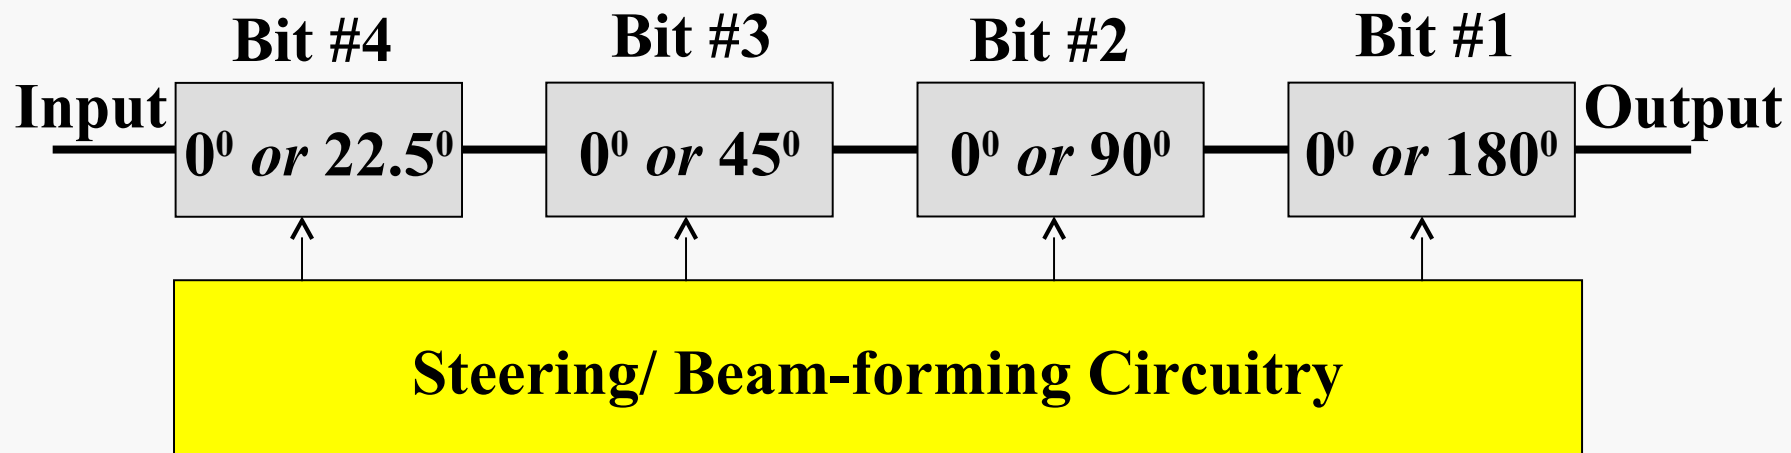 Bit #4 Bit #3 Bit #2 Bit #1
Input 0⁰ or 22.5⁰ 0⁰ or 45⁰ 0⁰ or 90⁰ 0⁰ or 180⁰ Output
Steering/ Beam-forming Circuitry